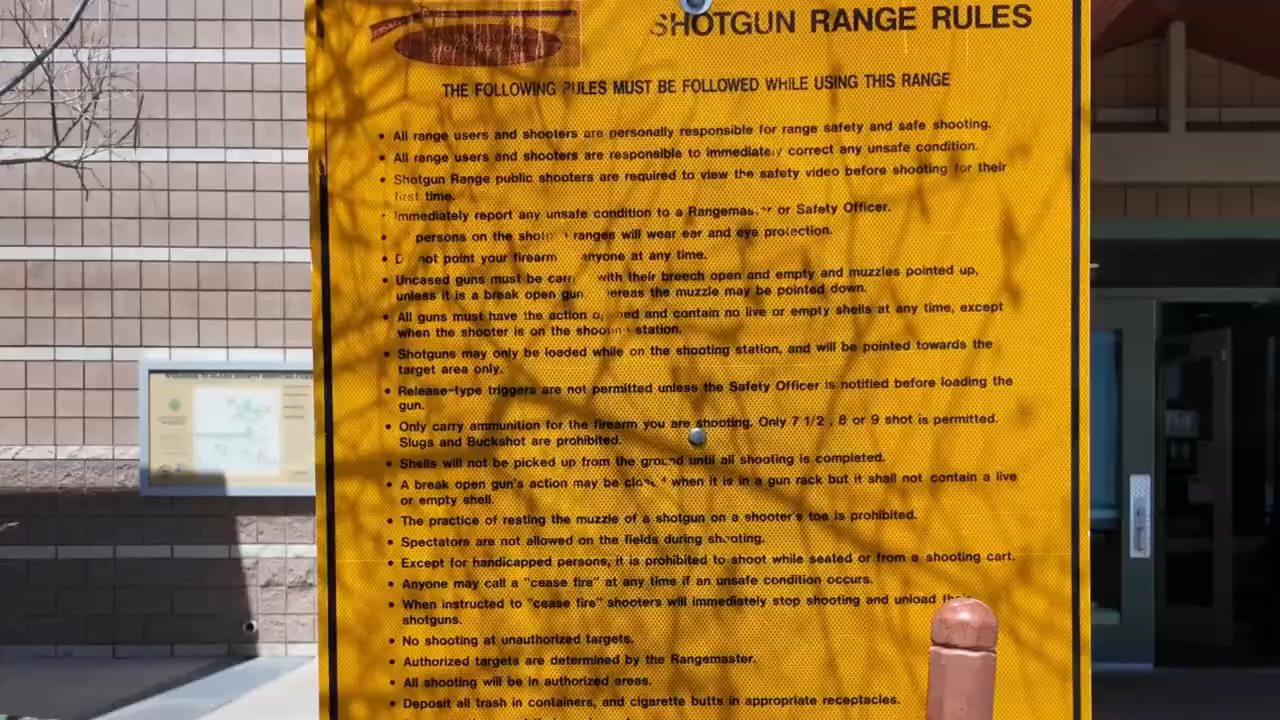 SHOTGUN RANGE RULES
THE FOLLOWING RULES MUST BE FOLLOWED WHILE USING THIS RANGE
• All range users and shooters are personally responsible for range safety and safe shooting.
• All range users and shooters are responsible to immediately correct any unsafe condition.
• Shotgun Range public shooters are required to view the safety video before shooting for their
first time.
• Immediately report any unsafe condition to a Rangemaster or Safety Officer.
• persons on the ranges will wear ear and eye protection.
• not point your firearm anyone at any time.
• Uncased guns must be with their breech open and empty and muzzles pointed up,
unless it is a break open gun the muzzle may be pointed down.
• All guns must have the action and contain no live or empty shells at any time, except
when the shooter is on the shooting station.
• Shotguns may only be loaded while on the shooting station, and will be pointed towards the
target area only.
• Release-type triggers are not permitted unless the Safety Officer is notified before loading the
gun.
• Only carry ammunition for the firearm you are shooting. Only 7 1/2 , 8 or 9 shot is permitted.
Slugs and Buckshot are prohibited.
• Shells will not be picked up from the ground until all shooting is completed.
• A break open gun's action may be closed when it is in a gun rack but it shall not contain a live
or empty shell.
• The practice of resting the muzzle of a shotgun on a shooter's toe is prohibited.
• Spectators are not allowed on the fields during shooting.
• Except for handicapped persons, it is prohibited to shoot while seated or from a shooting cart.
• Anyone may call a "cease fire" at any time if an unsafe condition occurs.
• When instructed to "cease fire" shooters will immediately stop shooting and unload their
shotguns.
• No shooting at unauthorized targets.
• Authorized targets are determined by the Rangemaster.
• All shooting will be in authorized areas.
• Deposit all trash in containers, and cigarette butts in appropriate receptacles.